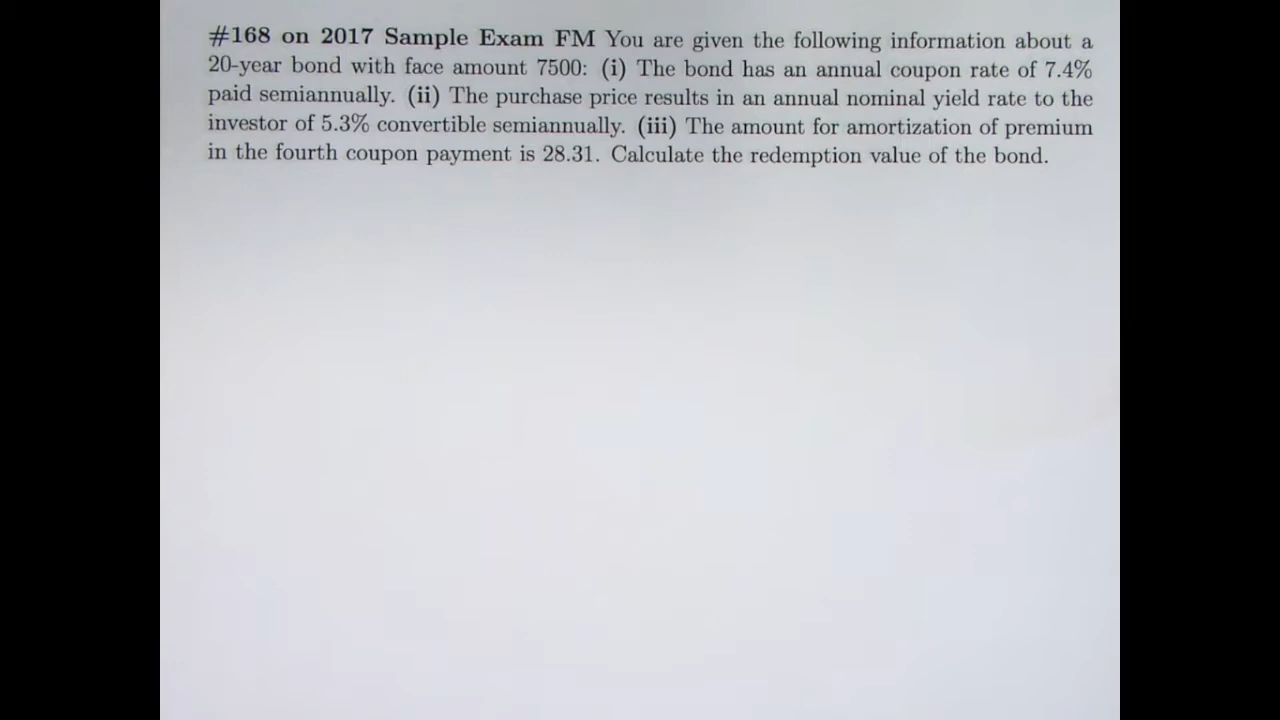 #168 on 2017 Sample Exam FM You are given the following information about a
20-year bond with face amount 7500: (i) The bond has an annual coupon rate of 7.4%
paid semiannually. (ii) The purchase price results in an annual nominal yield rate to the
investor of 5.3% convertible semiannually. (iii) The amount for amortization of premium
in the fourth coupon payment is 28.31. Calculate the redemption value of the bond.